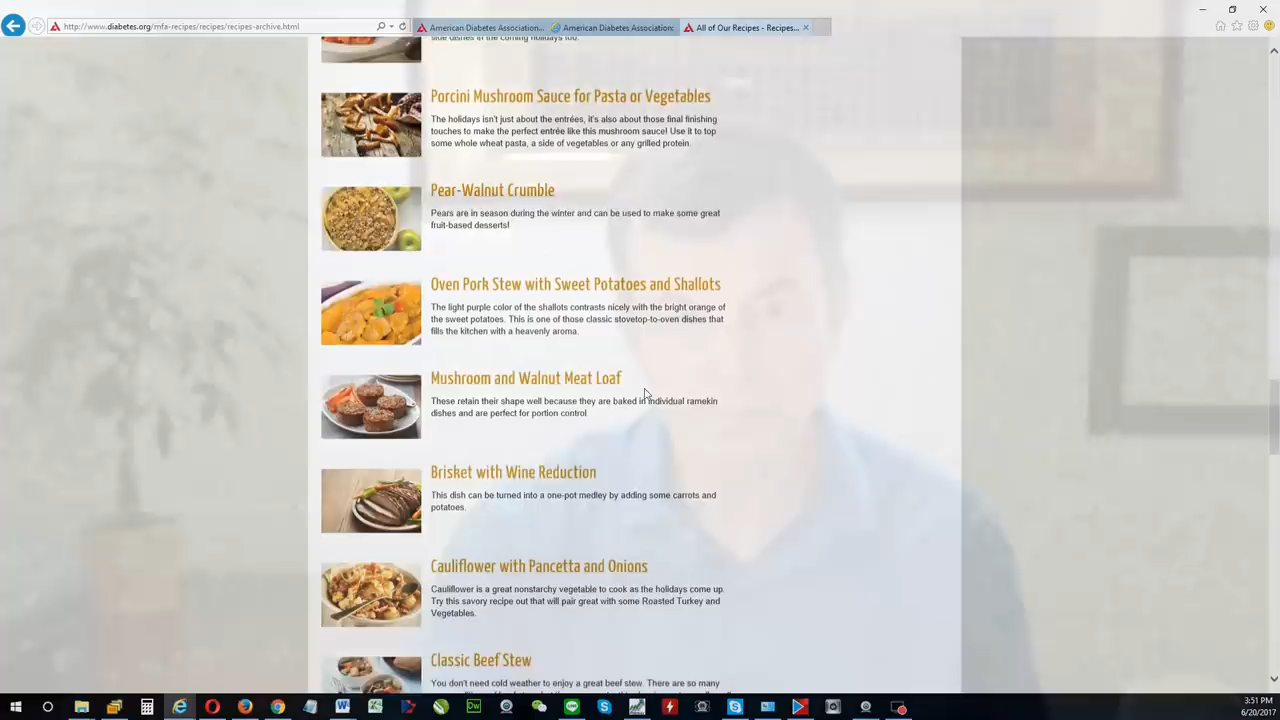 http://www.diabetes.org/mfa-recipes/recipes/recipes-archive.html
American Diabetes Association...
American Diabetes Association:
All of Our Recipes - Recipes...
side dishes in the coming holidays too.
Porcini Mushroom Sauce for Pasta or Vegetables
The holidays isn't just about the entrées, it's also about those final finishing
touches to make the perfect entrée like this mushroom sauce! Use it to top
some whole wheat pasta, a side of vegetables or any grilled protein.
Pear-Walnut Crumble
Pears are in season during the winter and can be used to make some great
fruit-based desserts!
Oven Pork Stew with Sweet Potatoes and Shallots
The light purple color of the shallots contrasts nicely with the bright orange of
the sweet potatoes. This is one of those classic stovetop-to-oven dishes that
fills the kitchen with a heavenly aroma.
Mushroom and Walnut Meat Loaf
These retain their shape well because they are baked in individual ramekin
dishes and are perfect for portion control.
Brisket with Wine Reduction
This dish can be turned into a one-pot medley by adding some carrots and
potatoes.
Cauliflower with Pancetta and Onions
Cauliflower is a great nonstarchy vegetable to cook as the holidays come up.
Try this savory recipe out that will pair great with some Roasted Turkey and
Vegetables.
Classic Beef Stew
You don't need cold weather to enjoy a great beef stew. There are so many
3:51 PM
6/20/2017